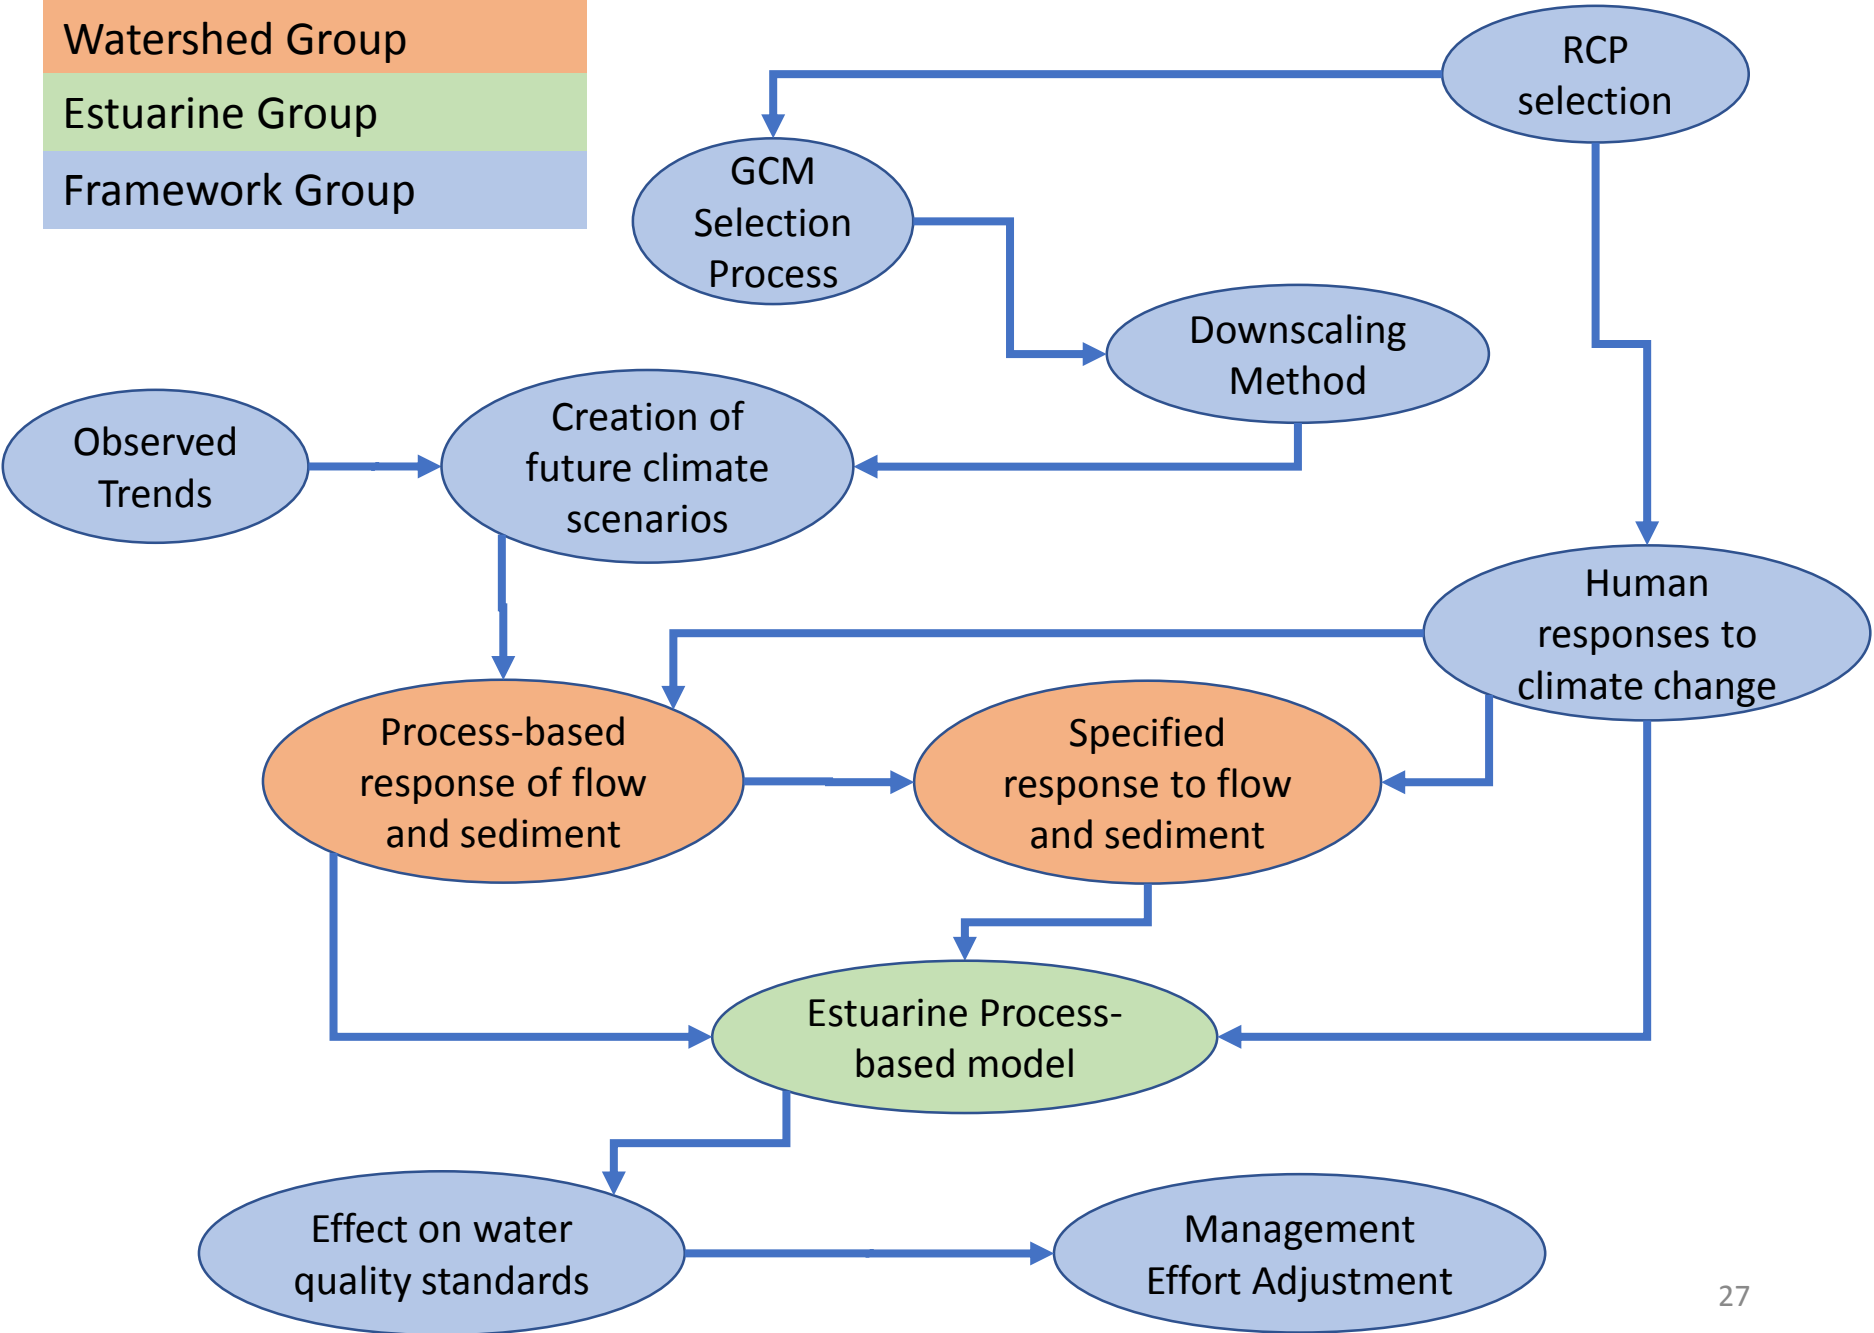 Watershed Group
Estuarine Group
Framework Group
RCP
selection
GCM
Selection
Process
Downscaling
Method
Observed
Trends
Creation of
future climate
scenarios
Human
responses to
climate change
Process-based
response of flow
and sediment
Specified
response to flow
and sediment
Estuarine Process-
based model
Effect on water
quality standards
Management
Effort Adjustment
27